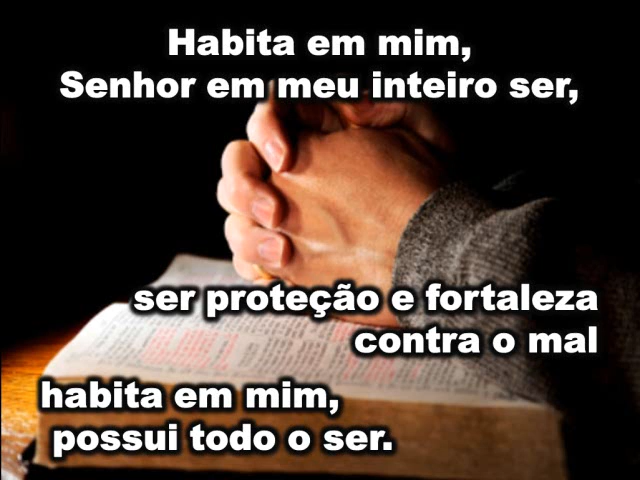 Habita em mim,
Senhor em meu inteiro ser,
ser proteção e fortaleza
contra o mal
habita em mim,
possui todo o ser.